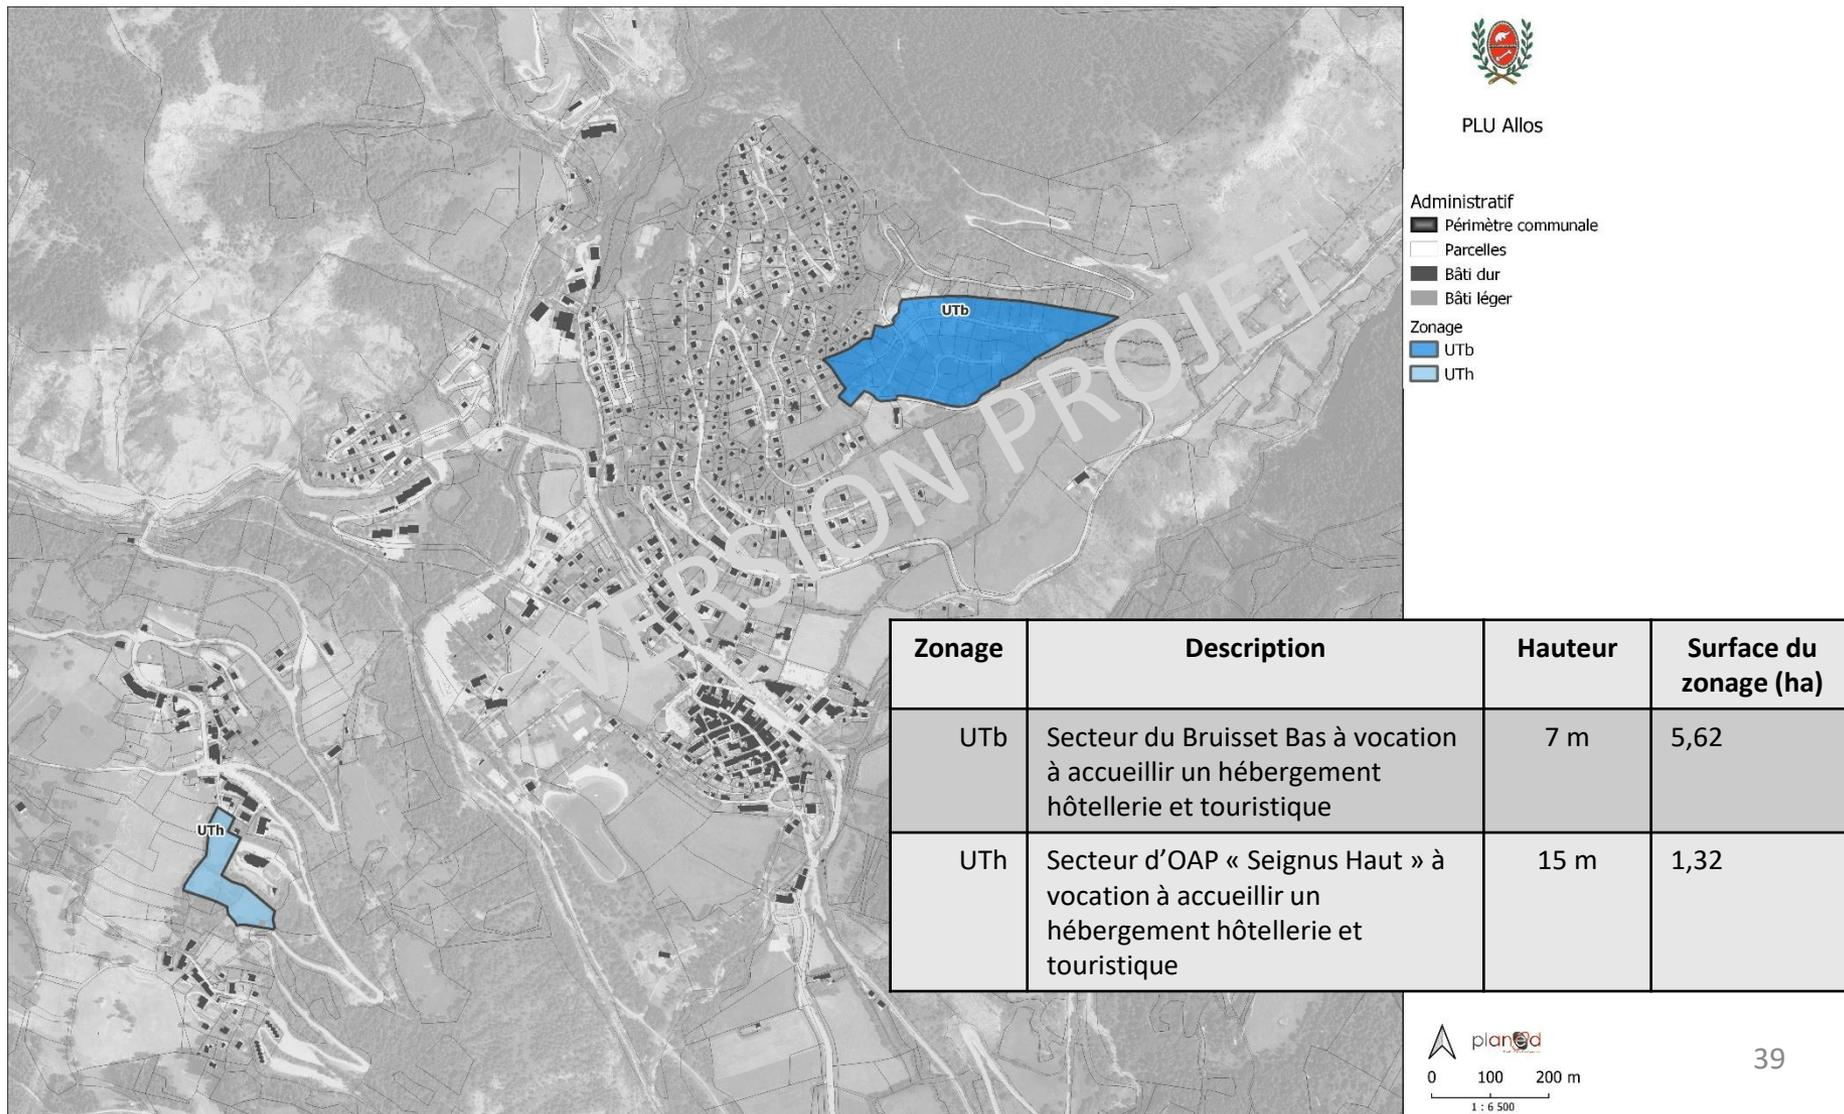 PLU Allos
Administratif
Périmètre communale
Parcelles
Bâti dur
Bâti léger
Zonage
UTb
UTh
UTb
UTh
VERSION PROJET
Zonage Description Hauteur Surface du
zonage (ha)
UTb Secteur du Bruisset Bas à vocation 7 m 5,62
à accueillir un hébergement
hôtellerie et touristique
UTh Secteur d’OAP « Seignus Haut » à 15 m 1,32
vocation à accueillir un
hébergement hôtellerie et
touristique
planed
0 100 200 m
1 : 6 500
39